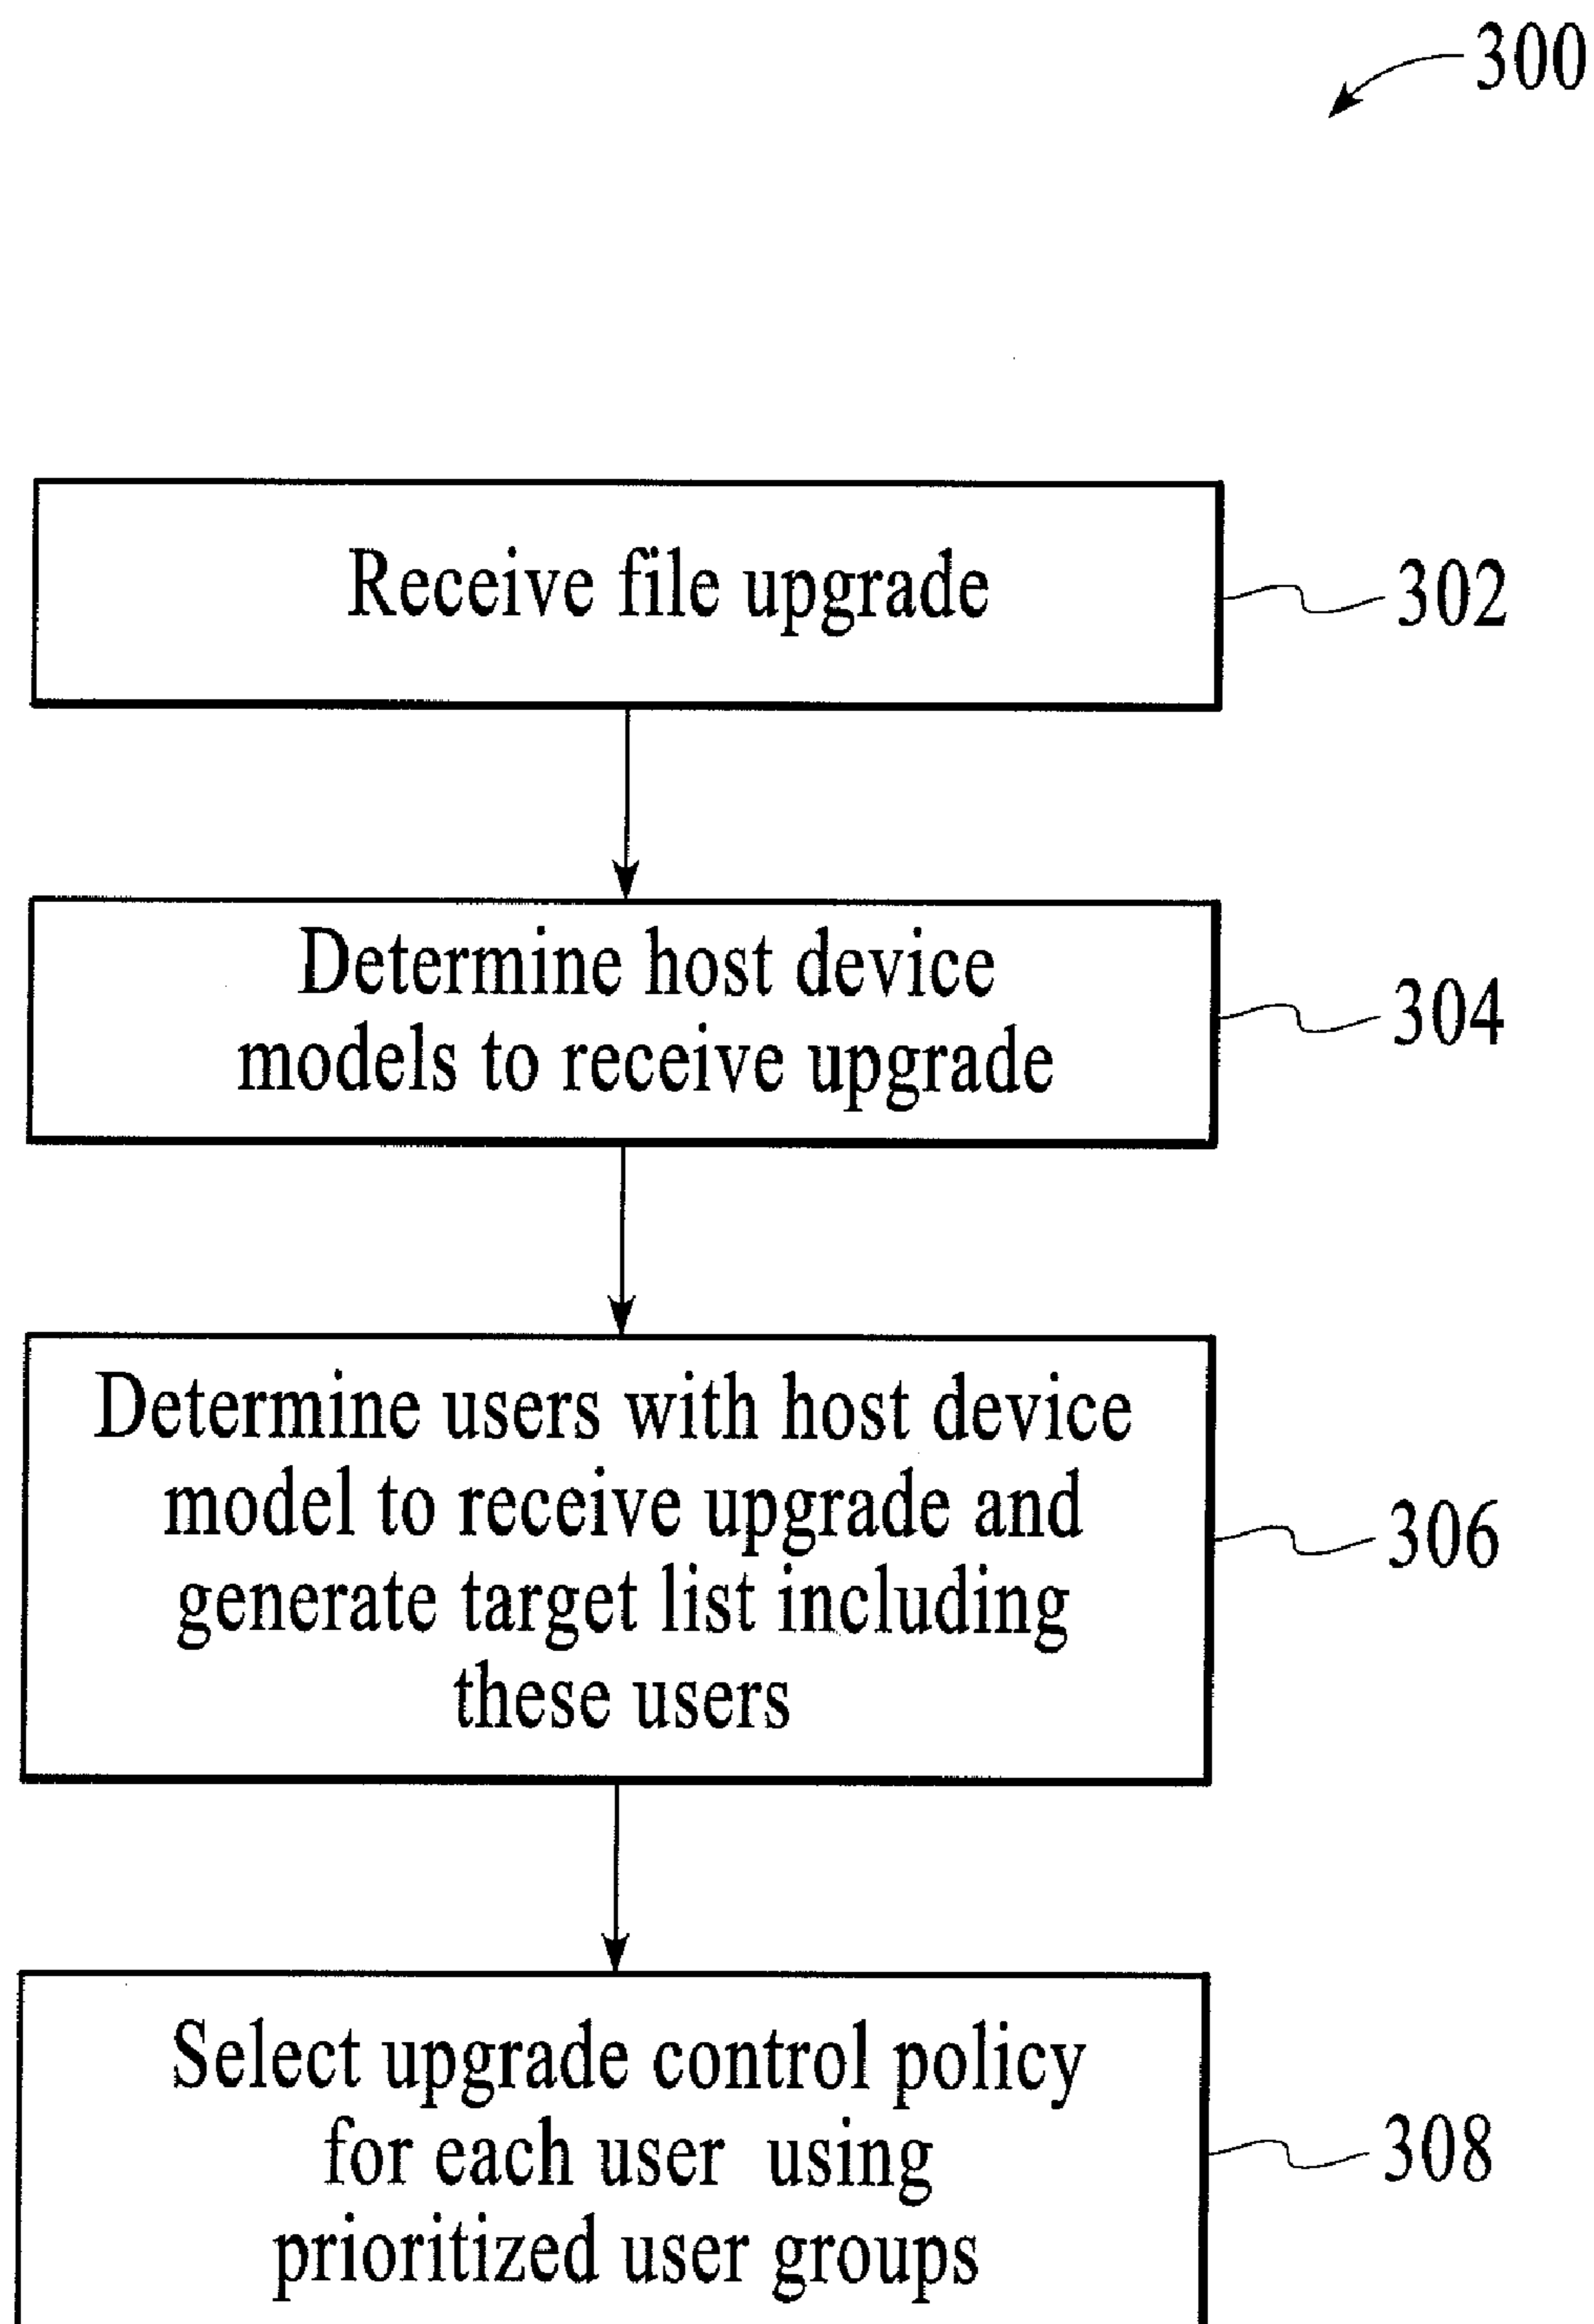 300
Receive file upgrade
302
Determine host device
models to receive upgrade
304
Determine users with host device
model to receive upgrade and
generate target list including
these users
306
Select upgrade control policy
for each user using
prioritized user groups
308